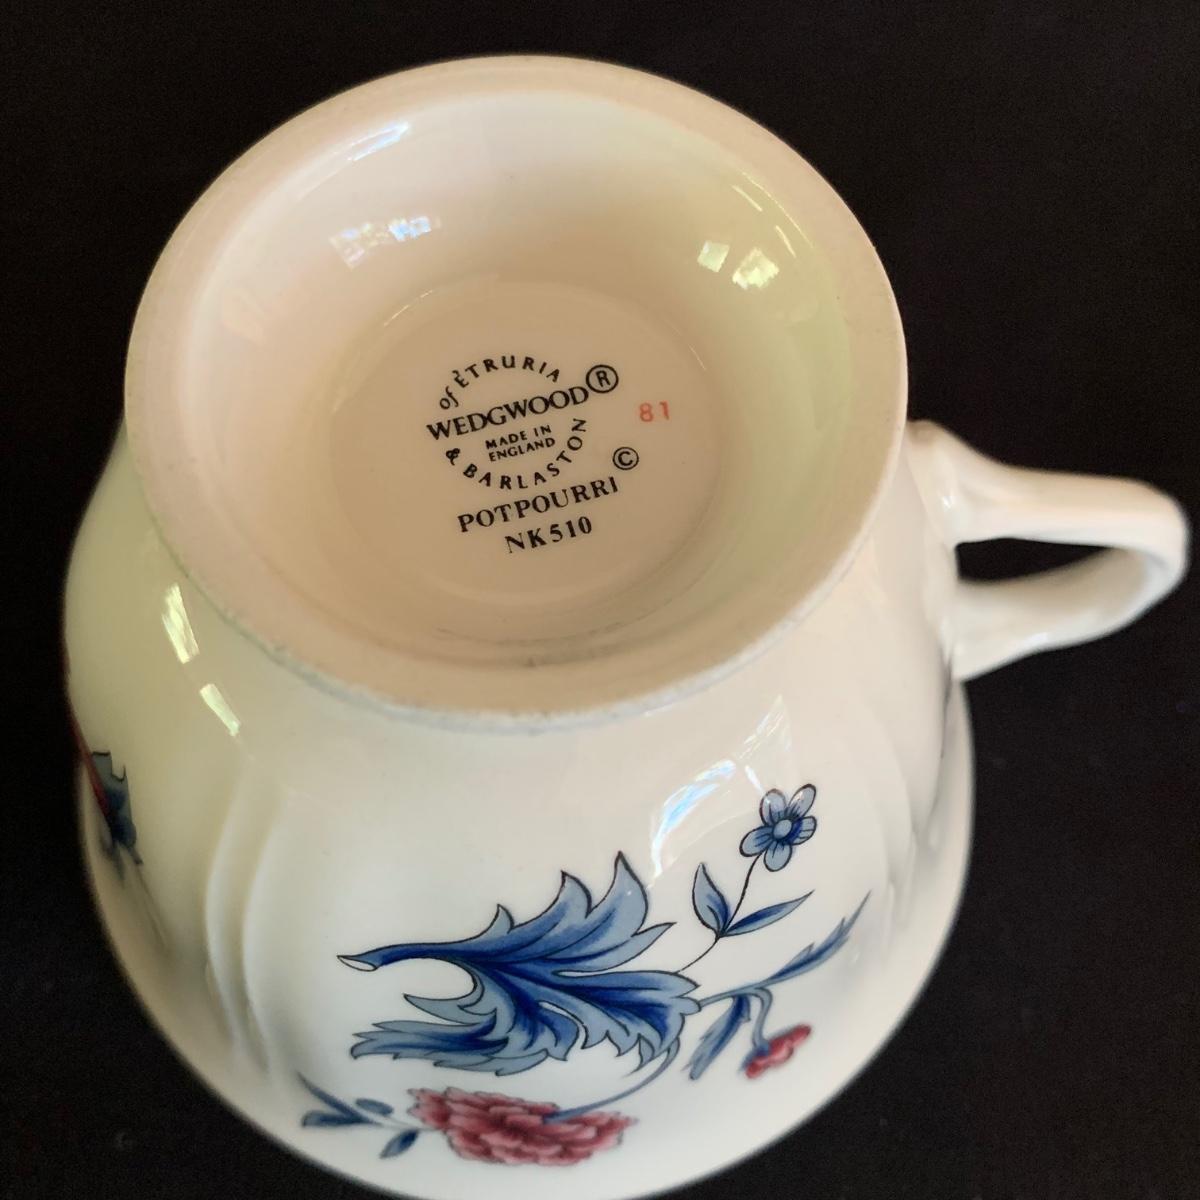 of ETRURIA
WEDGWOOD®
MADE IN
ENGLAND
& BARLASTON
81
©
POTPOURRI
NK510